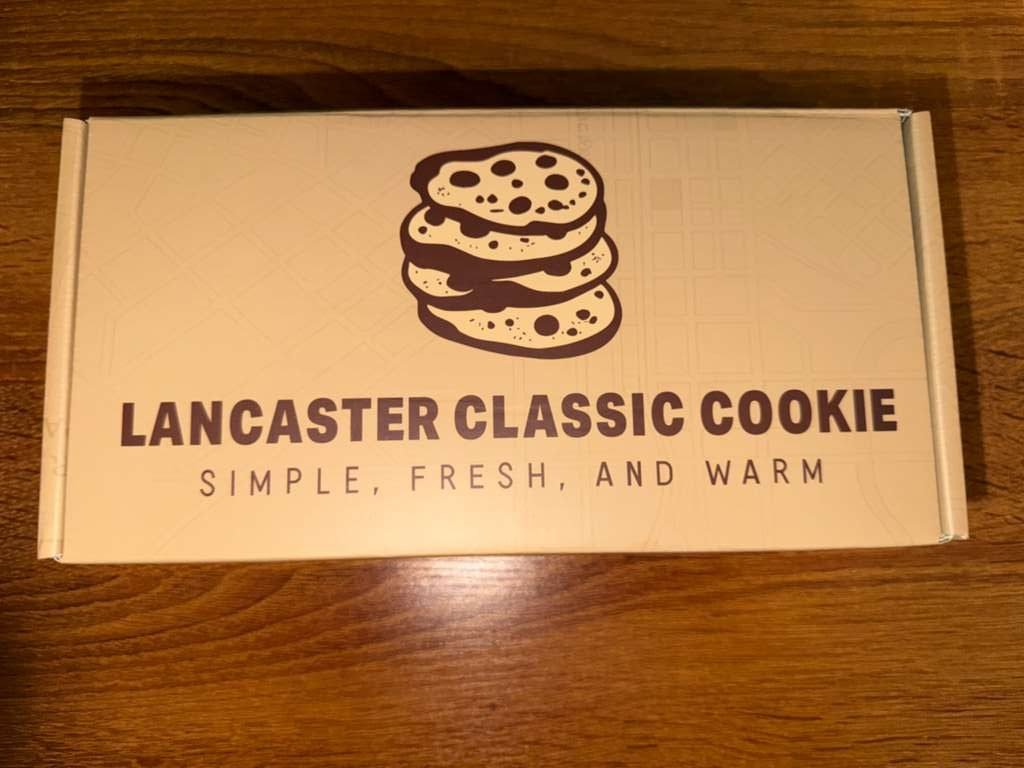 LANCASTER CLASSIC COOKIE
SIMPLE, FRESH, AND WARM